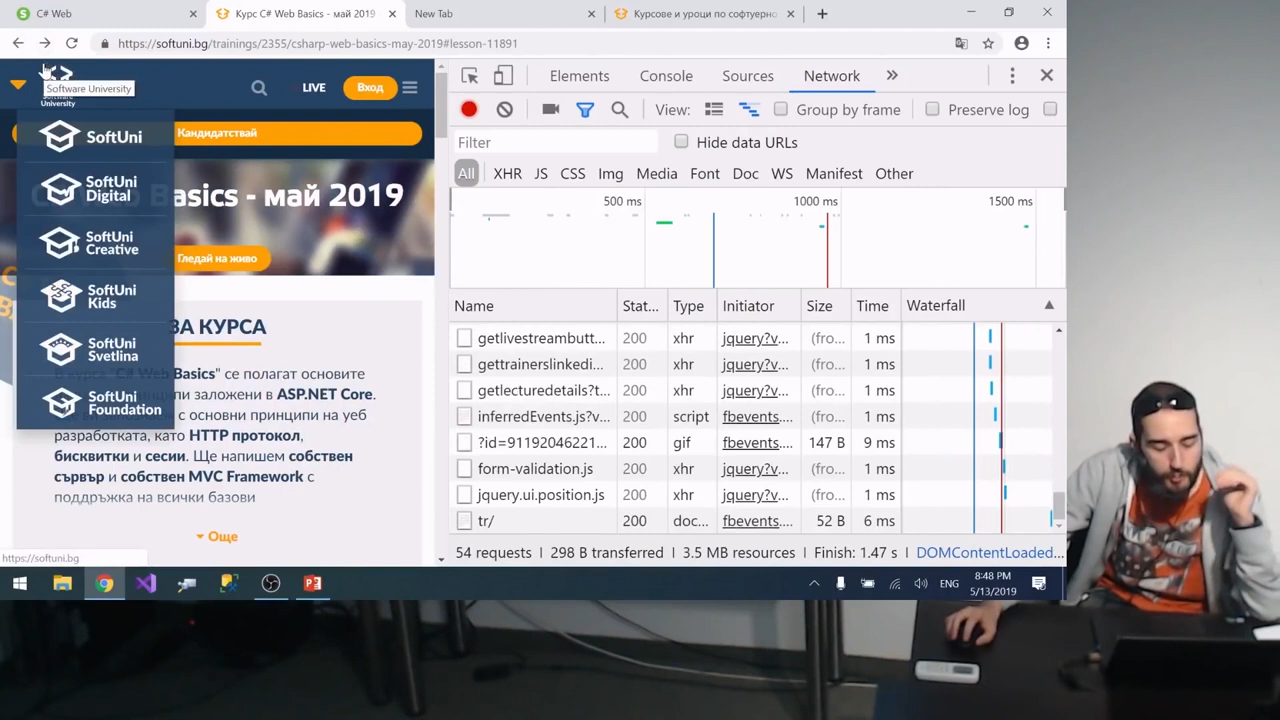 C# Web
Курс C# Web Basics - май 2019
New Tab
Курсове и уроци по софтуерно
https://softuni.bg/trainings/2355/csharp-web-basics-may-2019#lesson-11891
Software University
Software
University
LIVE
Вход
Кандидатствай
SoftUni
SoftUni
Digital
SoftUni
Creative
SoftUni
Kids
SoftUni
Svetlina
SoftUni
Foundation
Basics - май 2019
Гледай на живо
ЗА КУРСА
В курса "C# Web Basics" се полагат основите
заложени в ASP.NET Core.
с основни принципи на уеб
разработката, като HTTP протокол,
бисквитки и сесии. Ще напишем собствен
сървър и собствен MVC Framework с
поддръжка на всички базови
Още
https://softuni.bg
Elements
Console
Sources
Network
View:
Group by frame
Preserve log
Filter
Hide data URLs
All
XHR
JS
CSS
Img
Media
Font
Doc
WS
Manifest
Other
500 ms
1000 ms
1500 ms
Name
Stat...
Type
Initiator
Size
Time
Waterfall
getlivestreambutt... 200 xhr jquery?v... (fro... 1 ms
gettrainerslinkedi... 200 xhr jquery?v... (fro... 1 ms
getlecturedetails?t... 200 xhr jquery?v... (fro... 1 ms
inferredEvents.js?v... 200 script fbevents.... (fro... 1 ms
?id=91192046221... 200 gif fbevents.... 147 B 9 ms
form-validation.js 200 xhr jquery?v... (fro... 1 ms
jquery.ui.position.js 200 xhr jquery?v... (fro... 1 ms
tr/ 200 doc... fbevents.... 52 B 6 ms
54 requests | 298 B transferred | 3.5 MB resources | Finish: 1.47 s | DOMContentLoaded...
ENG
8:48 PM
5/13/2019